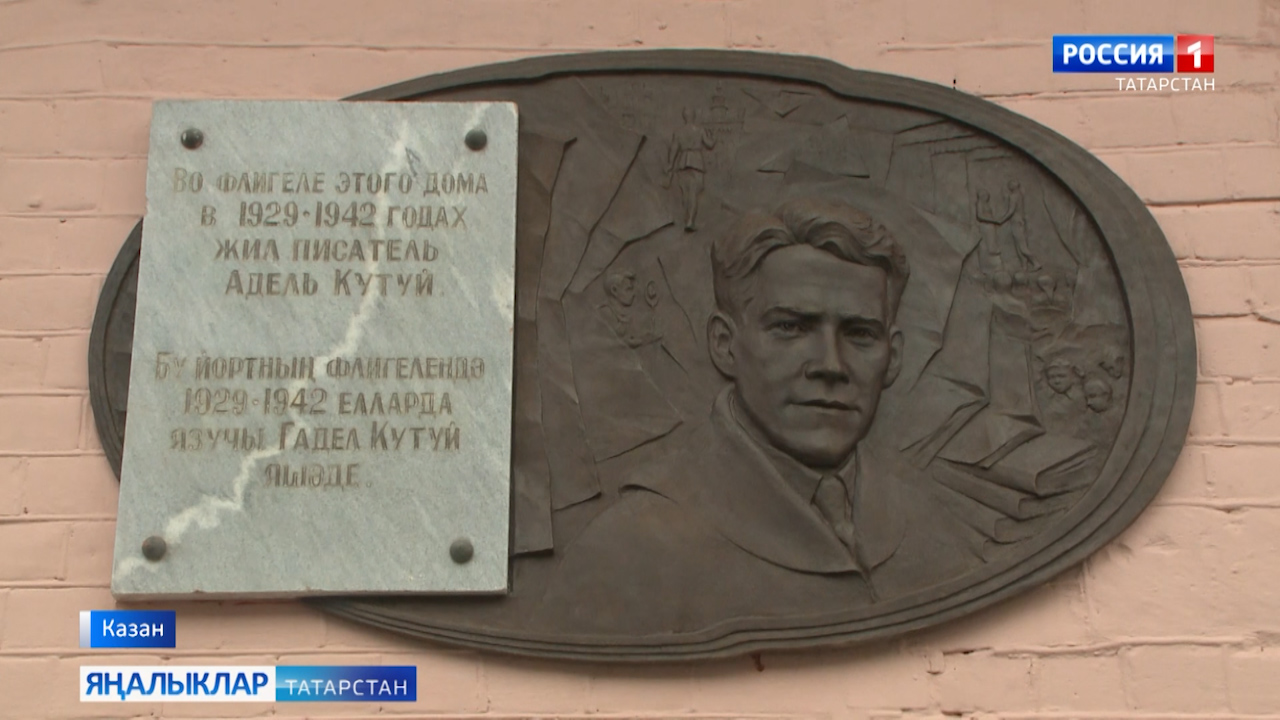 РОССИЯ 1
ТАТАРСТАН
Во флигеле этого дома
в 1929-1942 годах
жил писатель
Адель Кутуй.
Бу йортның флигелендә
1929-1942 елларда
язучы Гадел Кутуй
яшәде.
Казан
ЯҢАЛЫКЛАР ТАТАРСТАН